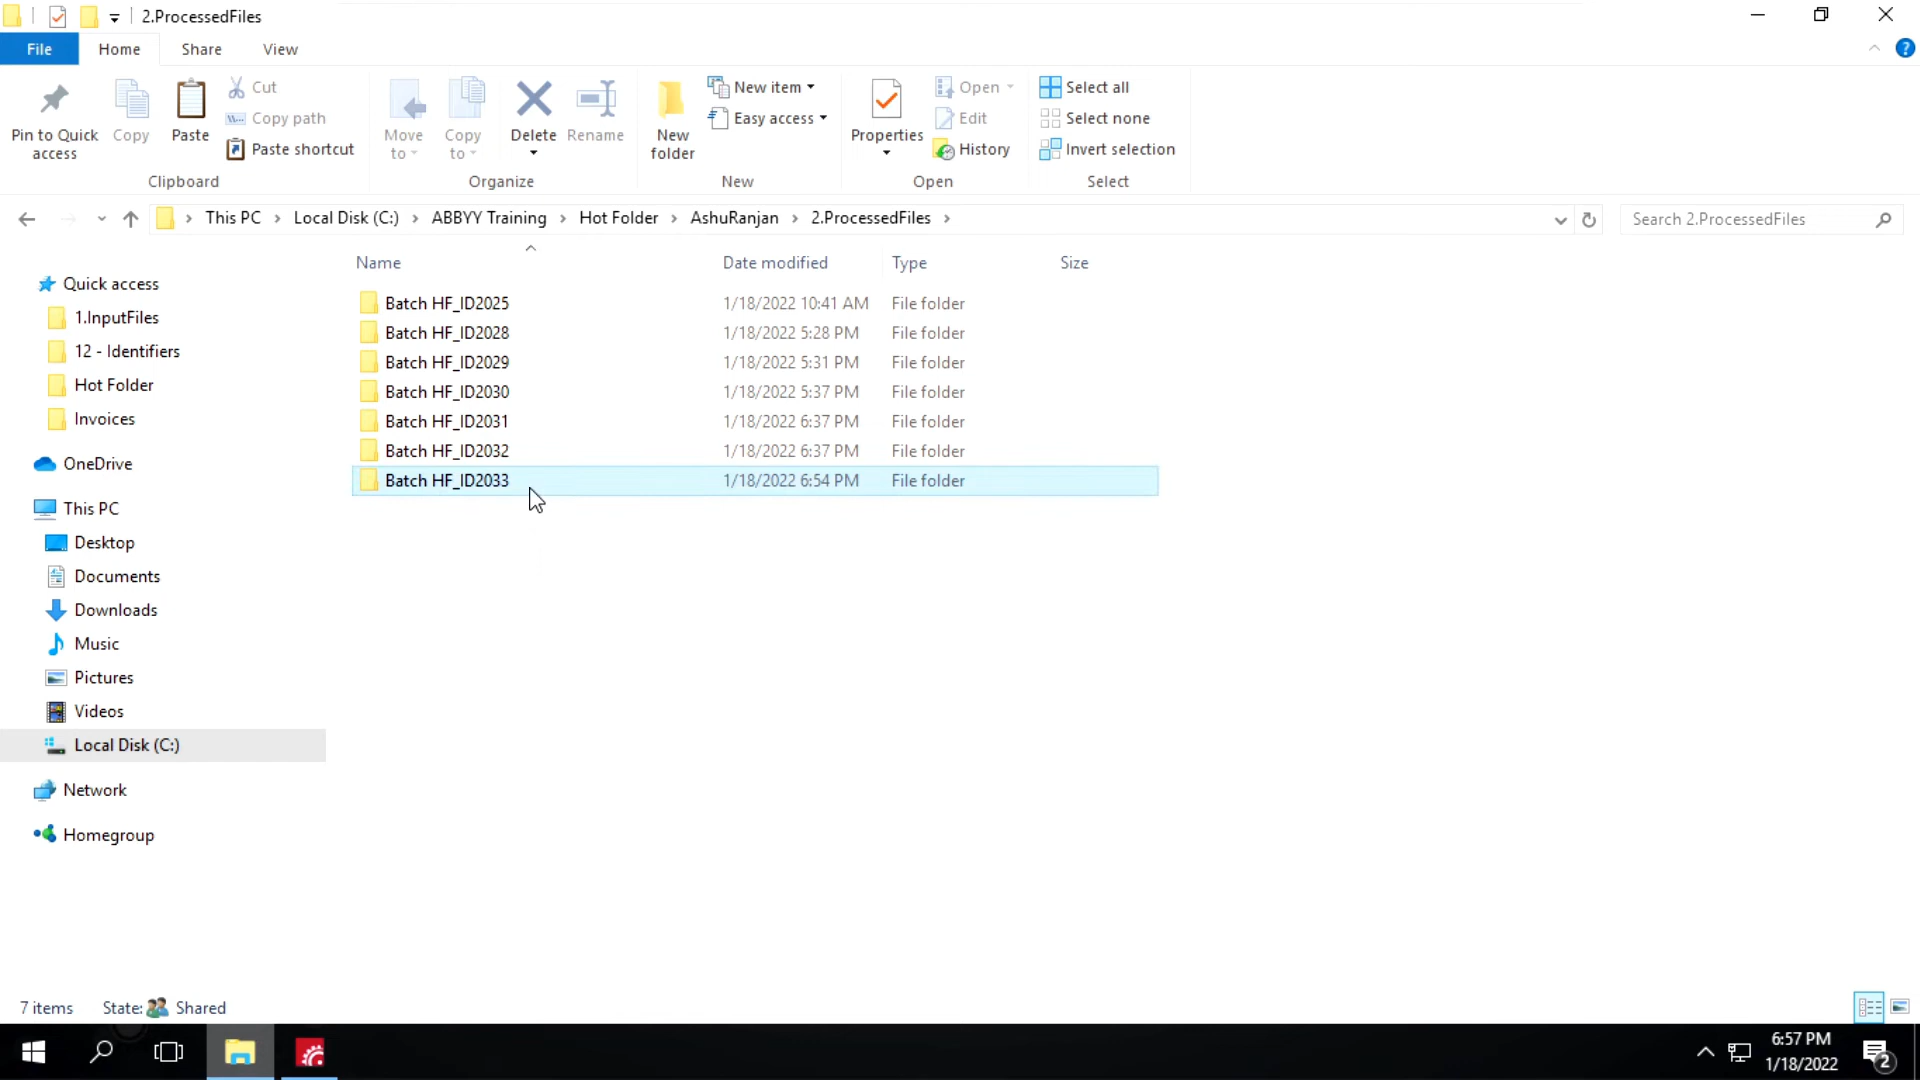 2.ProcessedFiles
File Home Share View
Pin to Quick access
Copy
Paste
Cut
Copy path
Paste shortcut
Clipboard
Move to
Copy to
Delete
Rename
Organize
New folder
New item
Easy access
New
Properties
Open
Edit
History
Open
Select all
Select none
Invert selection
Select
This PC > Local Disk (C:) > ABBYY Training > Hot Folder > AshuRanjan > 2.ProcessedFiles >
Search 2.ProcessedFiles
Name Date modified Type Size
Batch HF_ID2025 1/18/2022 10:41 AM File folder
Batch HF_ID2028 1/18/2022 5:28 PM File folder
Batch HF_ID2029 1/18/2022 5:31 PM File folder
Batch HF_ID2030 1/18/2022 5:37 PM File folder
Batch HF_ID2031 1/18/2022 6:37 PM File folder
Batch HF_ID2032 1/18/2022 6:37 PM File folder
Batch HF_ID2033 1/18/2022 6:54 PM File folder
Quick access
1.InputFiles
12 - Identifiers
Hot Folder
Invoices
OneDrive
This PC
Desktop
Documents
Downloads
Music
Pictures
Videos
Local Disk (C:)
Network
Homegroup
7 items State: Shared
6:57 PM
1/18/2022
2